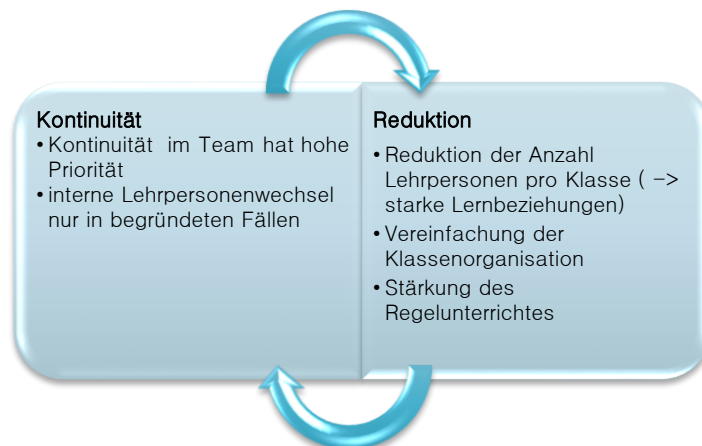 Kontinuität
• Kontinuität im Team hat hohe
Priorität
• interne Lehrpersonenwechsel
nur in begründeten Fällen
Reduktion
• Reduktion der Anzahl
Lehrpersonen pro Klasse ( ->
starke Lernbeziehungen)
• Vereinfachung der
Klassenorganisation
• Stärkung des
Regelunterrichtes